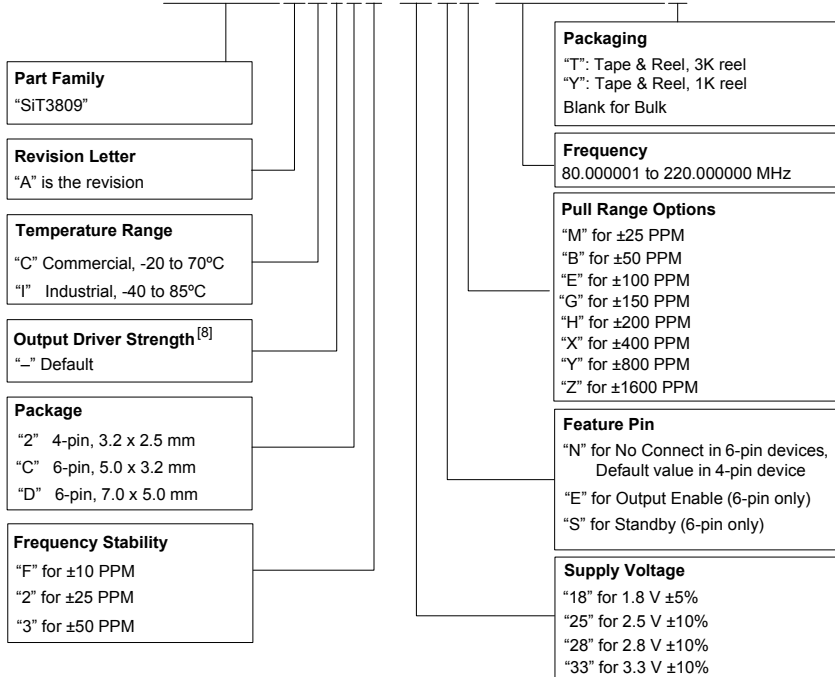 Part Family
“SiT3809”
Revision Letter
“A” is the revision
Temperature Range
“C” Commercial, -20 to 70ºC
“I” Industrial, -40 to 85ºC
Output Driver Strength[8]
“–” Default
Package
“2” 4-pin, 3.2 x 2.5 mm
“C” 6-pin, 5.0 x 3.2 mm
“D” 6-pin, 7.0 x 5.0 mm
Frequency Stability
“F” for ±10 PPM
“2” for ±25 PPM
“3” for ±50 PPM
Packaging
“T”: Tape & Reel, 3K reel
“Y”: Tape & Reel, 1K reel
Blank for Bulk
Frequency
80.000001 to 220.000000 MHz
Pull Range Options
“M” for ±25 PPM
“B” for ±50 PPM
“E” for ±100 PPM
“G” for ±150 PPM
“H” for ±200 PPM
“X” for ±400 PPM
“Y” for ±800 PPM
“Z” for ±1600 PPM
Feature Pin
“N” for No Connect in 6-pin devices,
Default value in 4-pin device
“E” for Output Enable (6-pin only)
“S” for Standby (6-pin only)
Supply Voltage
“18” for 1.8 V ±5%
“25” for 2.5 V ±10%
“28” for 2.8 V ±10%
“33” for 3.3 V ±10%